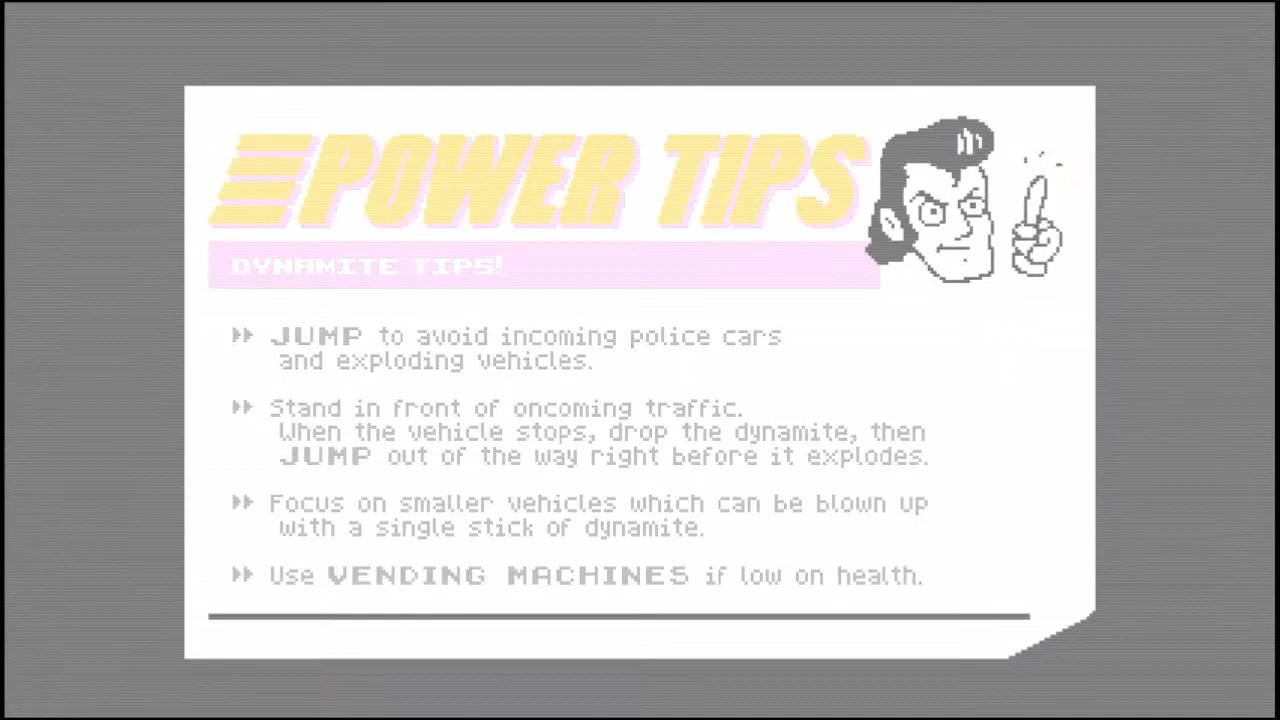 POWER TIPS
DYNAMITE TIPS!
JUMP to avoid incoming police cars
and exploding vehicles.
Stand in front of oncoming traffic.
When the vehicle stops, drop the dynamite, then
JUMP out of the way right before it explodes.
Focus on smaller vehicles which can be blown up
with a single stick of dynamite.
Use VENDING MACHINES if low on health.